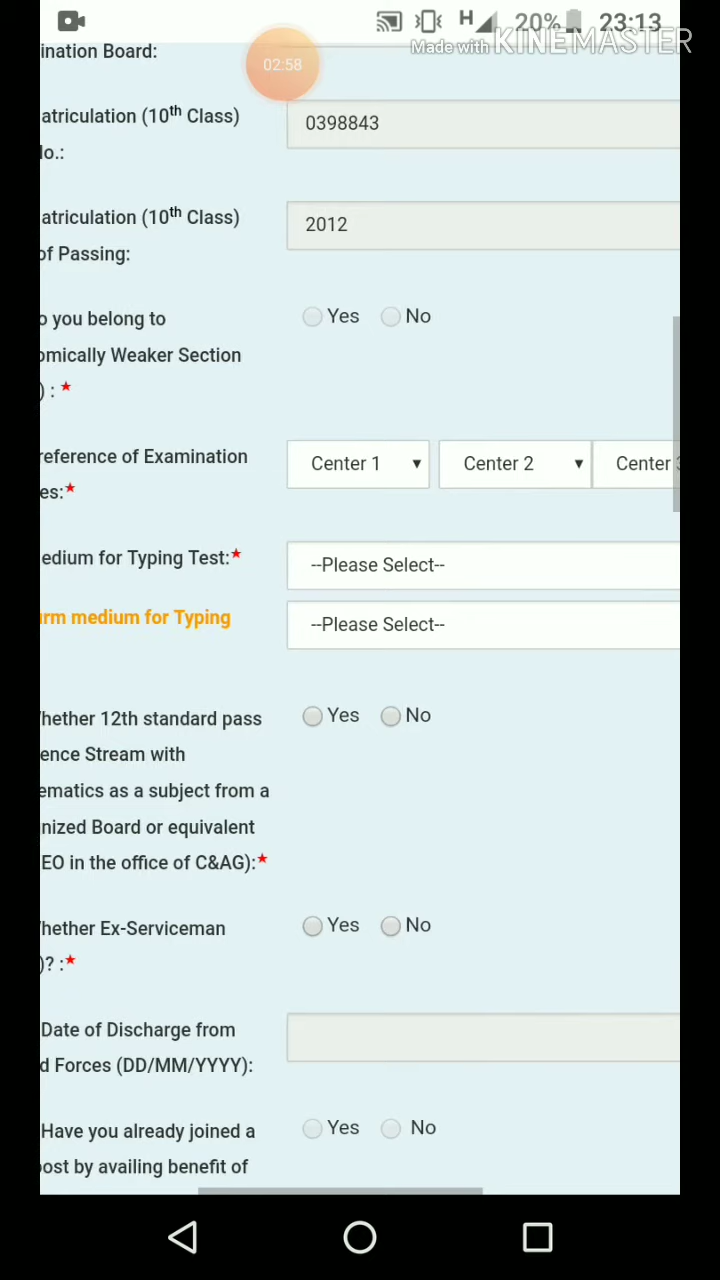 H 20% 23:13
Made with KINEMASTER
02:58
ination Board:
atriculation (10th Class)
lo.:
0398843
atriculation (10th Class)
of Passing:
2012
o you belong to
omically Weaker Section
) : ★
Yes No
reference of Examination
es:★
Center 1 Center 2 Center 3
edium for Typing Test:★
--Please Select--
rm medium for Typing
--Please Select--
hether 12th standard pass
ence Stream with
ematics as a subject from a
nized Board or equivalent
EO in the office of C&AG):★
Yes No
hether Ex-Serviceman
)? :★
Yes No
Date of Discharge from
d Forces (DD/MM/YYYY):
Have you already joined a
post by availing benefit of
Yes No